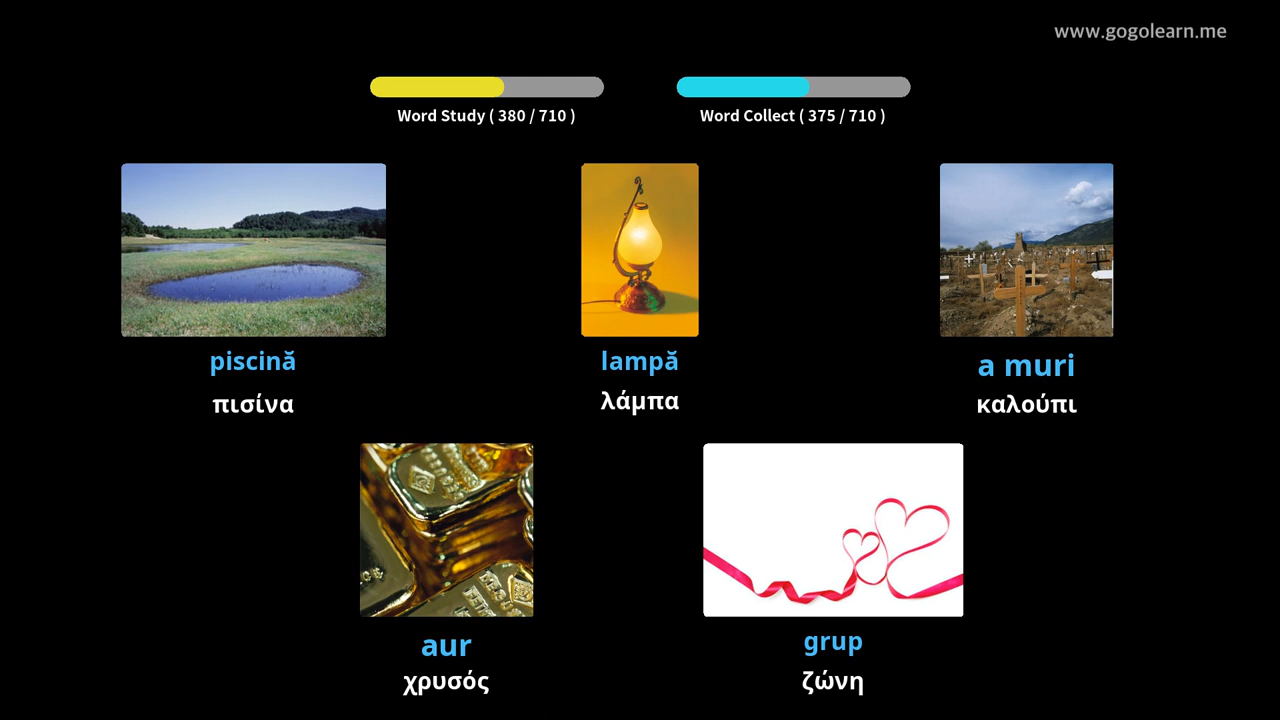 www.gogolearn.me
Word Study ( 380 / 710 )
Word Collect ( 375 / 710 )
piscină
πισίνα
lampă
λάμπα
a muri
καλούπι
aur
χρυσός
grup
ζώνη